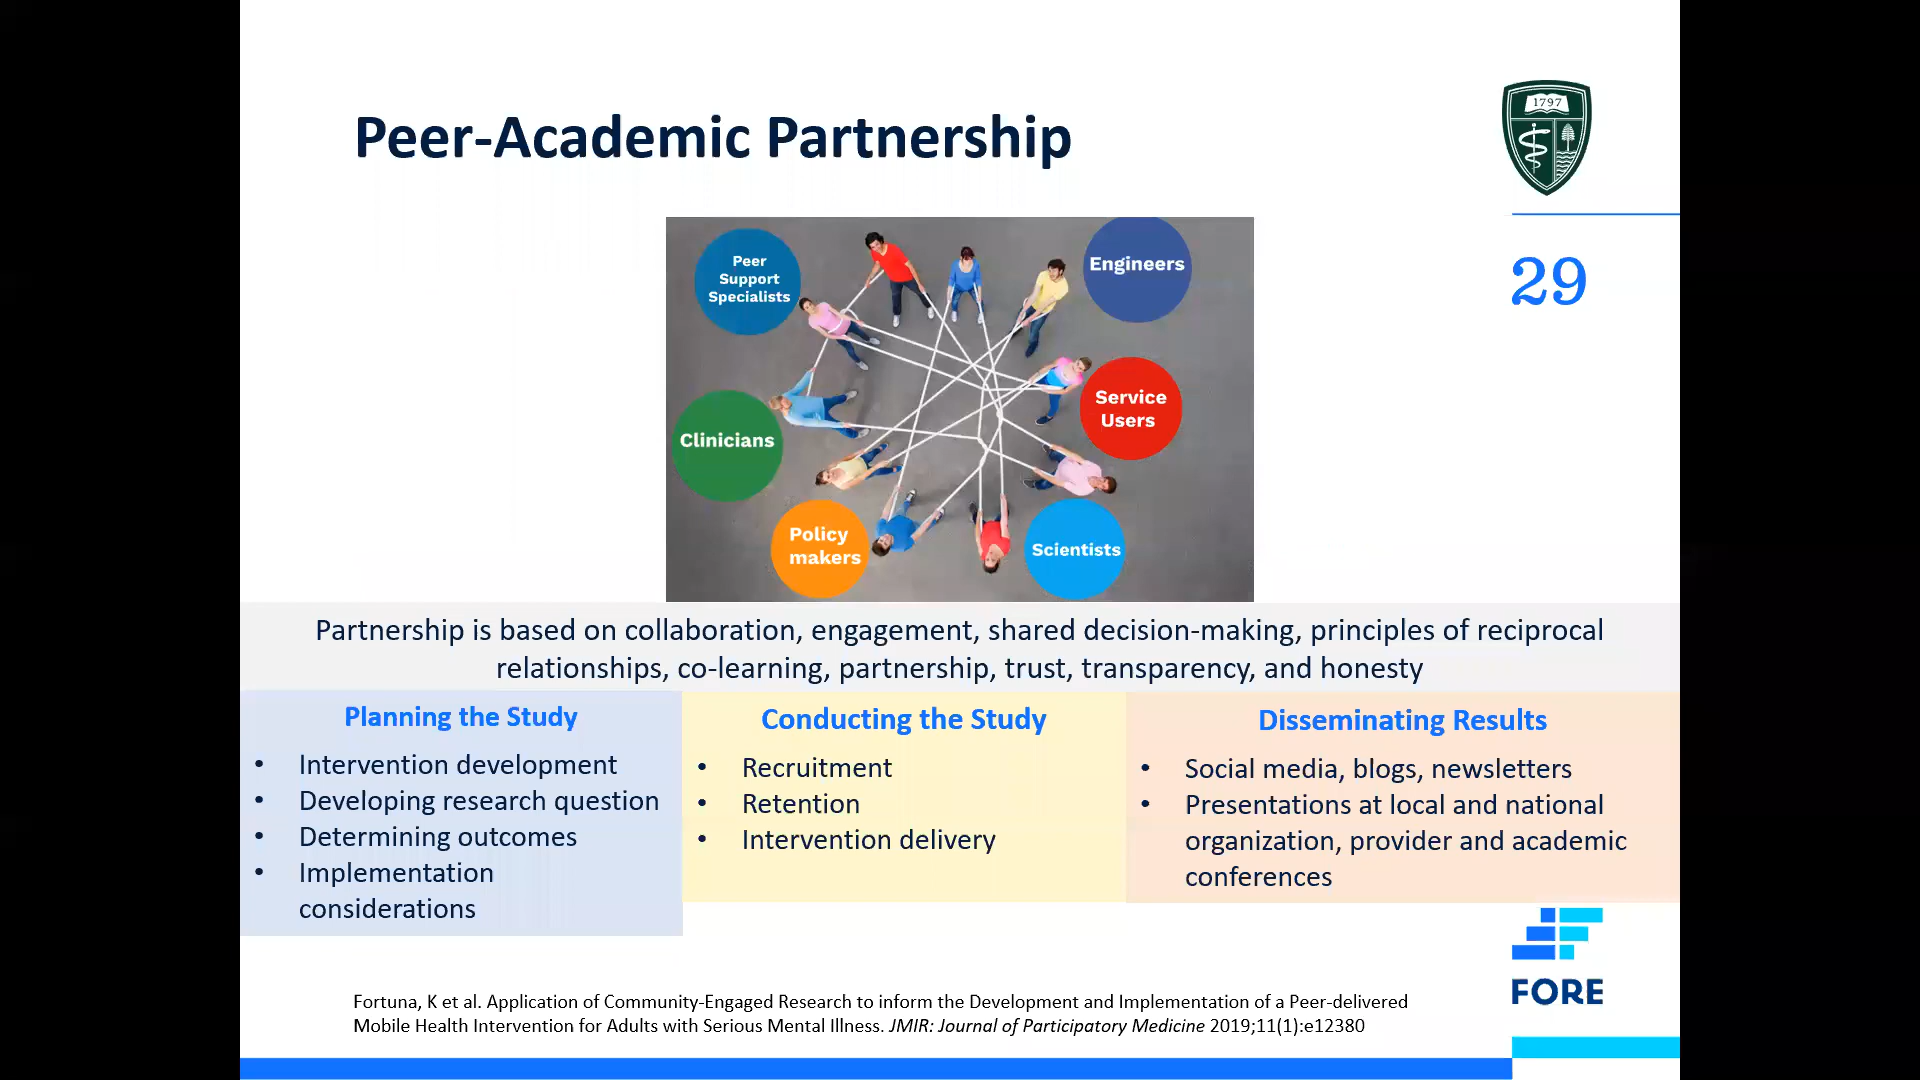 Peer-Academic Partnership
1797
29
Peer
Support
Specialists
Engineers
Service
Users
Clinicians
Policy
makers
Scientists
Partnership is based on collaboration, engagement, shared decision-making, principles of reciprocal
relationships, co-learning, partnership, trust, transparency, and honesty
Planning the Study
• Intervention development
• Developing research question
• Determining outcomes
• Implementation
considerations
Conducting the Study
• Recruitment
• Retention
• Intervention delivery
Disseminating Results
• Social media, blogs, newsletters
• Presentations at local and national
organization, provider and academic
conferences
FORE
Fortuna, K et al. Application of Community-Engaged Research to inform the Development and Implementation of a Peer-delivered
Mobile Health Intervention for Adults with Serious Mental Illness. JMIR: Journal of Participatory Medicine 2019;11(1):e12380